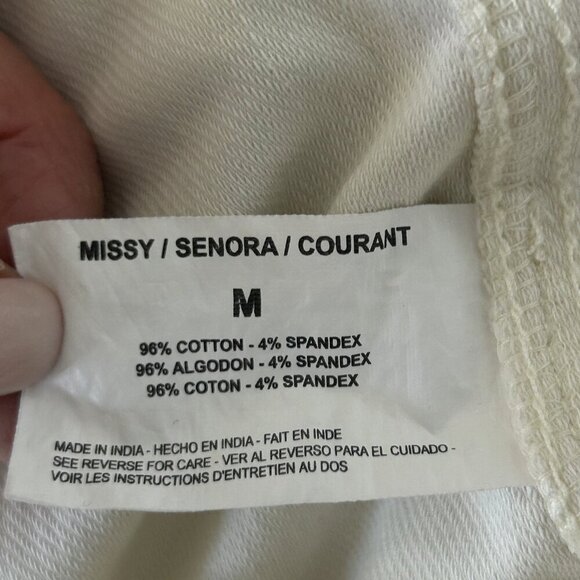 MISSY / SENORA / COURANT
M
96% COTTON - 4% SPANDEX
96% ALGODON - 4% SPANDEX
96% COTON - 4% SPANDEX
MADE IN INDIA - HECHO EN INDIA - FAIT EN INDE
SEE REVERSE FOR CARE - VER AL REVERSO PARA EL CUIDADO -
VOIR LES INSTRUCTIONS D'ENTRETIEN AU DOS